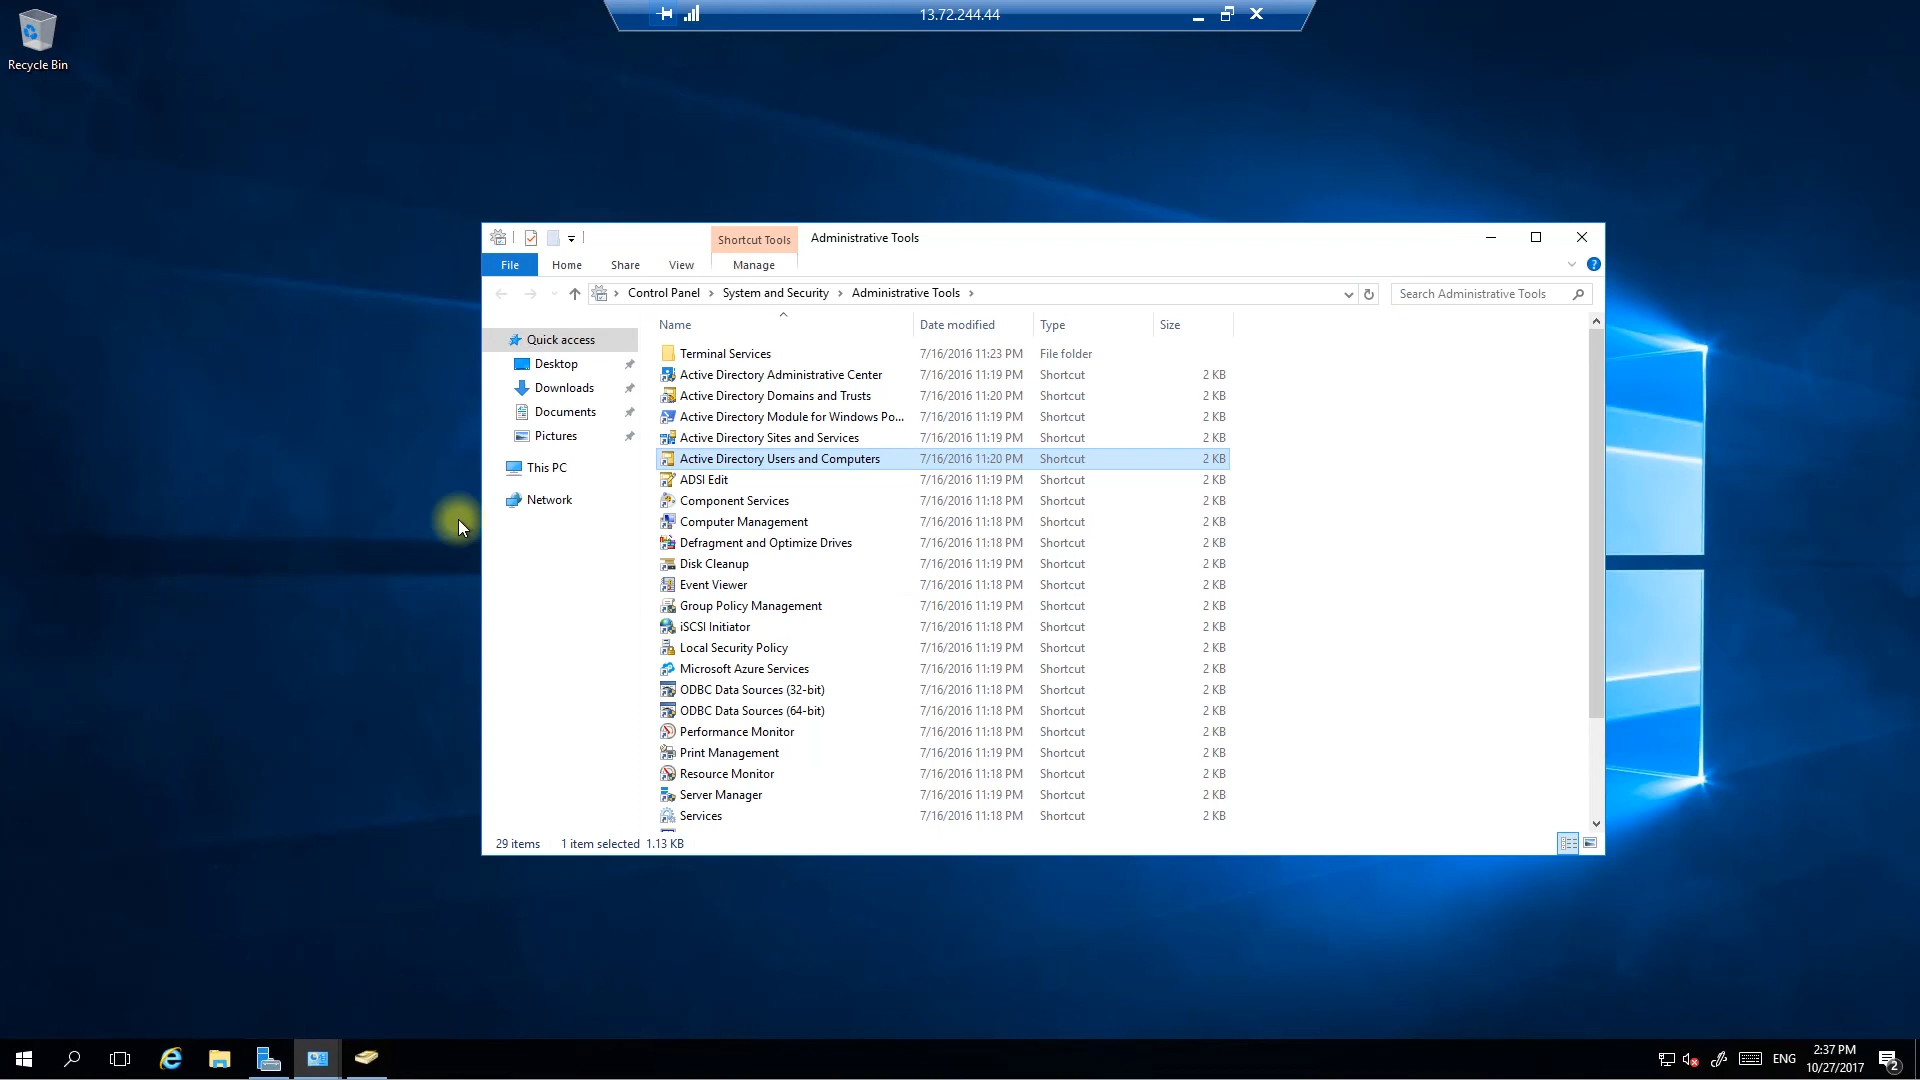 13.72.244.44
Recycle Bin
Shortcut Tools
Administrative Tools
File
Home
Share
View
Manage
Control Panel
System and Security
Administrative Tools
Search Administrative Tools
Name
Date modified
Type
Size
Quick access
Desktop
Downloads
Documents
Pictures
This PC
Network
Terminal Services 7/16/2016 11:23 PM File folder
Active Directory Administrative Center 7/16/2016 11:19 PM Shortcut 2 KB
Active Directory Domains and Trusts 7/16/2016 11:20 PM Shortcut 2 KB
Active Directory Module for Windows Po... 7/16/2016 11:19 PM Shortcut 2 KB
Active Directory Sites and Services 7/16/2016 11:19 PM Shortcut 2 KB
Active Directory Users and Computers 7/16/2016 11:20 PM Shortcut 2 KB
ADSI Edit 7/16/2016 11:19 PM Shortcut 2 KB
Component Services 7/16/2016 11:18 PM Shortcut 2 KB
Computer Management 7/16/2016 11:18 PM Shortcut 2 KB
Defragment and Optimize Drives 7/16/2016 11:18 PM Shortcut 2 KB
Disk Cleanup 7/16/2016 11:19 PM Shortcut 2 KB
Event Viewer 7/16/2016 11:18 PM Shortcut 2 KB
Group Policy Management 7/16/2016 11:19 PM Shortcut 2 KB
iSCSI Initiator 7/16/2016 11:18 PM Shortcut 2 KB
Local Security Policy 7/16/2016 11:19 PM Shortcut 2 KB
Microsoft Azure Services 7/16/2016 11:19 PM Shortcut 2 KB
ODBC Data Sources (32-bit) 7/16/2016 11:18 PM Shortcut 2 KB
ODBC Data Sources (64-bit) 7/16/2016 11:18 PM Shortcut 2 KB
Performance Monitor 7/16/2016 11:18 PM Shortcut 2 KB
Print Management 7/16/2016 11:19 PM Shortcut 2 KB
Resource Monitor 7/16/2016 11:18 PM Shortcut 2 KB
Server Manager 7/16/2016 11:19 PM Shortcut 2 KB
Services 7/16/2016 11:18 PM Shortcut 2 KB
29 items 1 item selected 1.13 KB
ENG
2:37 PM
10/27/2017
2